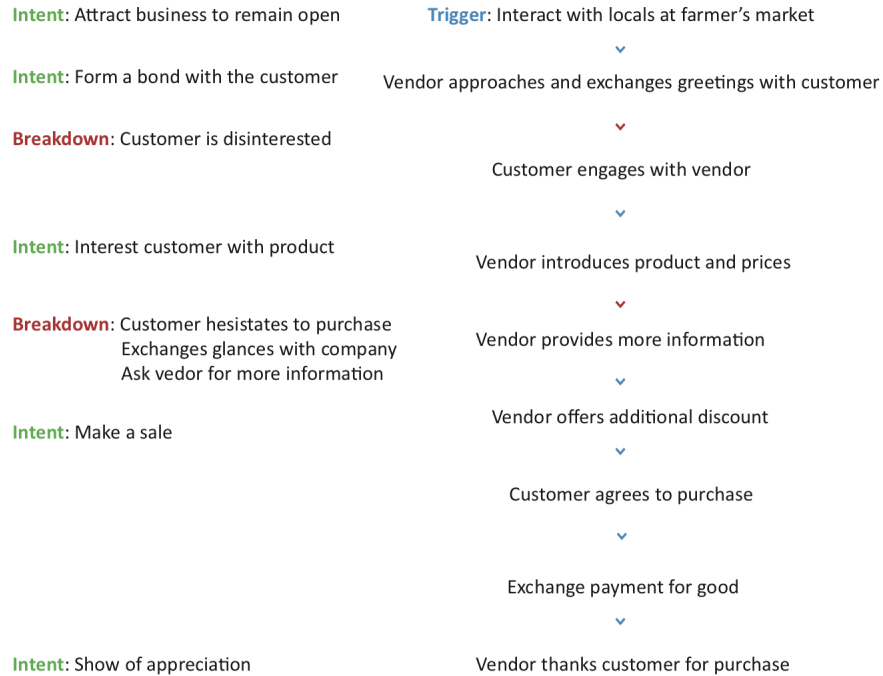 Intent: Attract business to remain open
Trigger: Interact with locals at farmer’s market
Intent: Form a bond with the customer
Vendor approaches and exchanges greetings with customer
Breakdown: Customer is disinterested
Customer engages with vendor
Intent: Interest customer with product
Vendor introduces product and prices
Breakdown: Customer hesistates to purchase
Exchanges glances with company
Ask vedor for more information
Vendor provides more information
Vendor offers additional discount
Intent: Make a sale
Customer agrees to purchase
Exchange payment for good
Intent: Show of appreciation
Vendor thanks customer for purchase